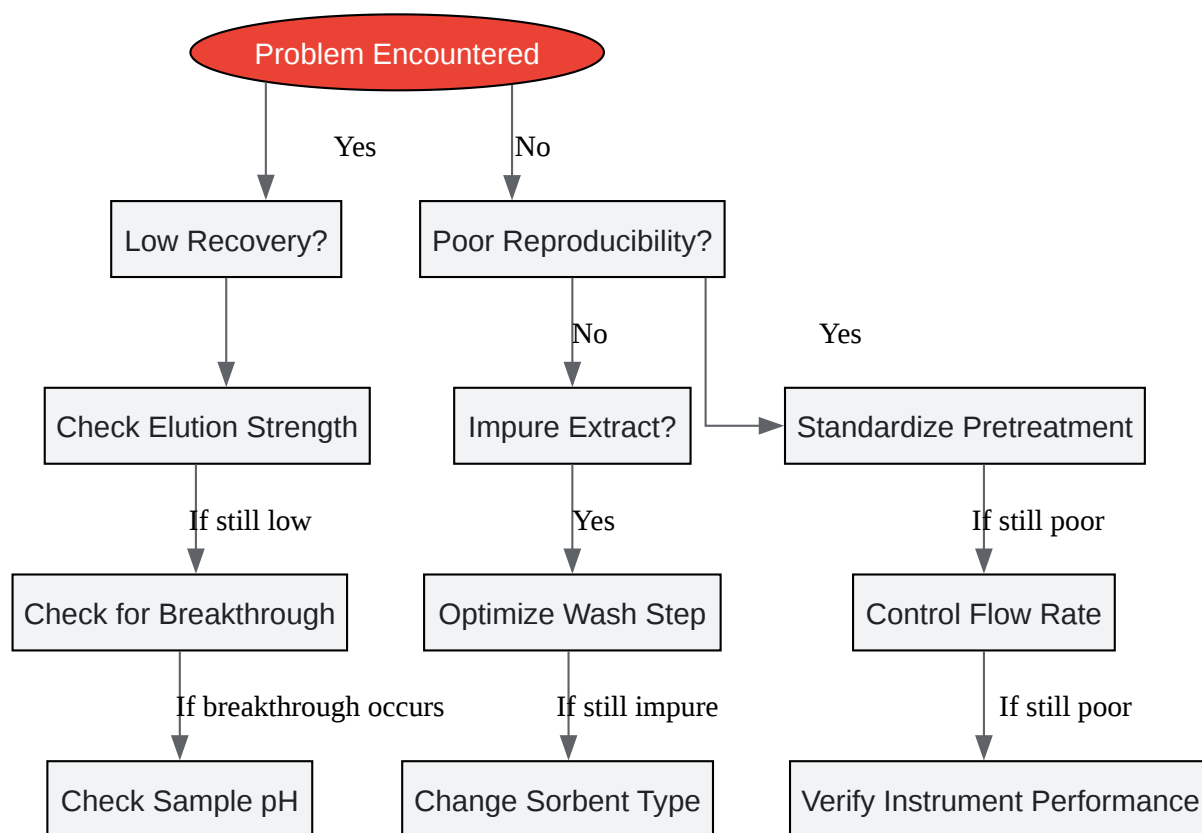 Problem Encountered
Yes
No
Low Recovery?
Poor Reproducibility?
No
Yes
Check Elution Strength
Impure Extract?
Standardize Pretreatment
If still low
Yes
If still poor
Check for Breakthrough
Optimize Wash Step
Control Flow Rate
If breakthrough occurs
If still impure
If still poor
Check Sample pH
Change Sorbent Type
Verify Instrument Performance